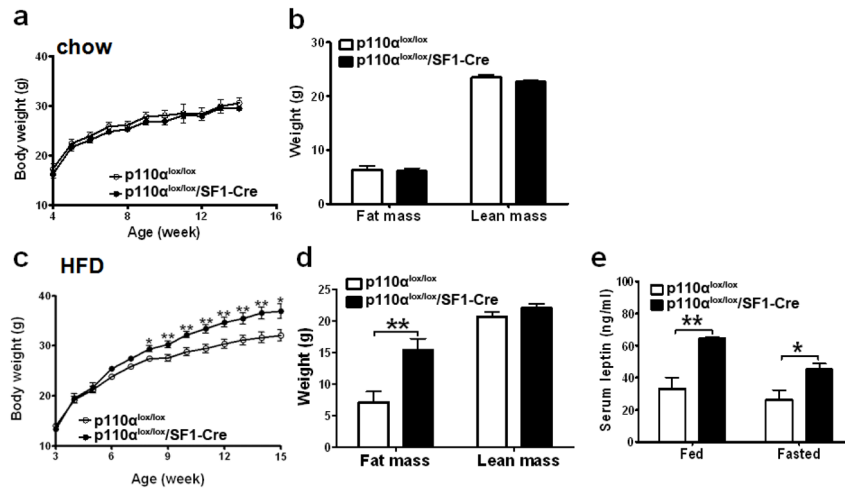 a
chow
Body weight (g)
40
30
20
10
4
8
12
16
Age (week)
p110α^lox/lox
p110α^lox/lox/SF1-Cre
b
p110α^lox/lox
p110α^lox/lox/SF1-Cre
Weight (g)
30
20
10
0
Fat mass
Lean mass
c
HFD
Body weight (g)
40
30
20
10
* ** ** ** ** ** ** *
p110α^lox/lox
p110α^lox/lox/SF1-Cre
3
6
9
12
15
Age (week)
d
p110α^lox/lox
p110α^lox/lox/SF1-Cre
Weight (g)
25
20
15
10
5
0
**
Fat mass
Lean mass
e
p110α^lox/lox
p110α^lox/lox/SF1-Cre
Serum leptin (ng/ml)
100
80
60
40
20
0
**
*
Fed
Fasted